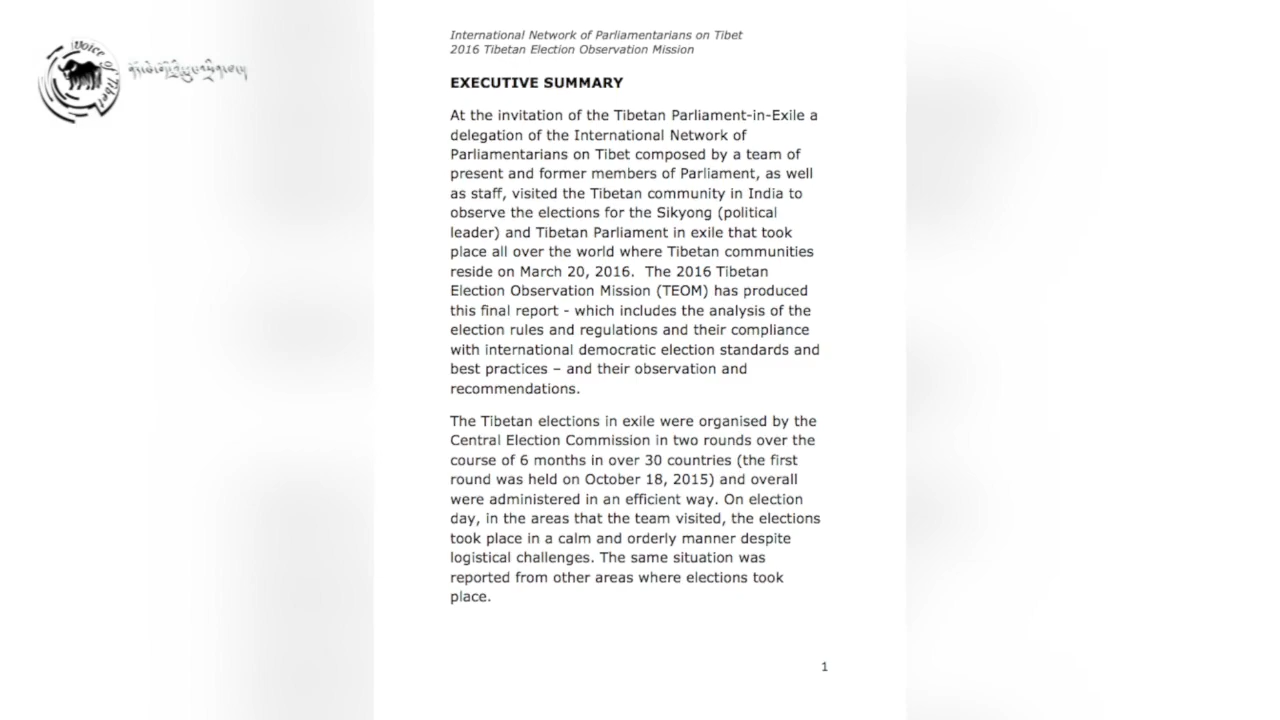 Voice of Tibet
International Network of Parliamentarians on Tibet
2016 Tibetan Election Observation Mission
EXECUTIVE SUMMARY
At the invitation of the Tibetan Parliament-in-Exile a
delegation of the International Network of
Parliamentarians on Tibet composed by a team of
present and former members of Parliament, as well
as staff, visited the Tibetan community in India to
observe the elections for the Sikyong (political
leader) and Tibetan Parliament in exile that took
place all over the world where Tibetan communities
reside on March 20, 2016.  The 2016 Tibetan
Election Observation Mission (TEOM) has produced
this final report - which includes the analysis of the
election rules and regulations and their compliance
with international democratic election standards and
best practices – and their observation and
recommendations.
The Tibetan elections in exile were organised by the
Central Election Commission in two rounds over the
course of 6 months in over 30 countries (the first
round was held on October 18, 2015) and overall
were administered in an efficient way. On election
day, in the areas that the team visited, the elections
took place in a calm and orderly manner despite
logistical challenges. The same situation was
reported from other areas where elections took
place.
1